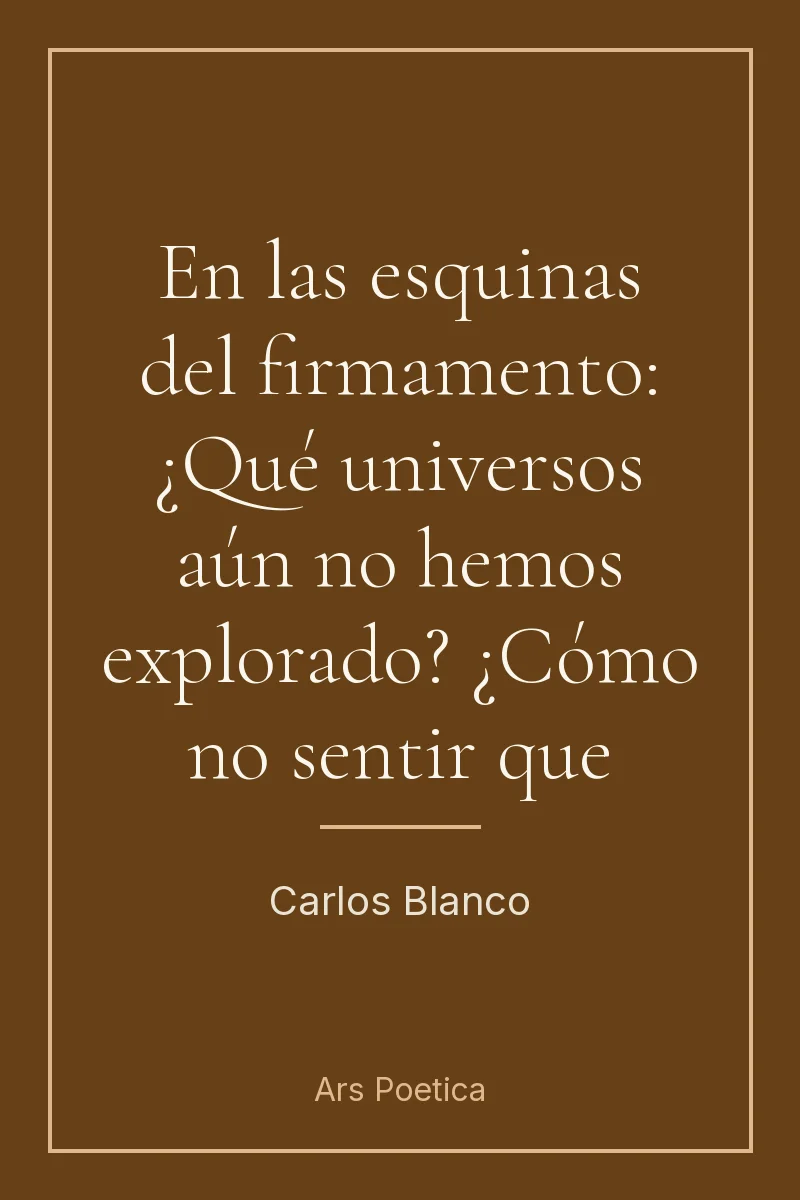 En las esquinas
del firmamento:
¿Qué universos
aún no hemos
explorado? ¿Cómo
no sentir que
Carlos Blanco
Ars Poetica